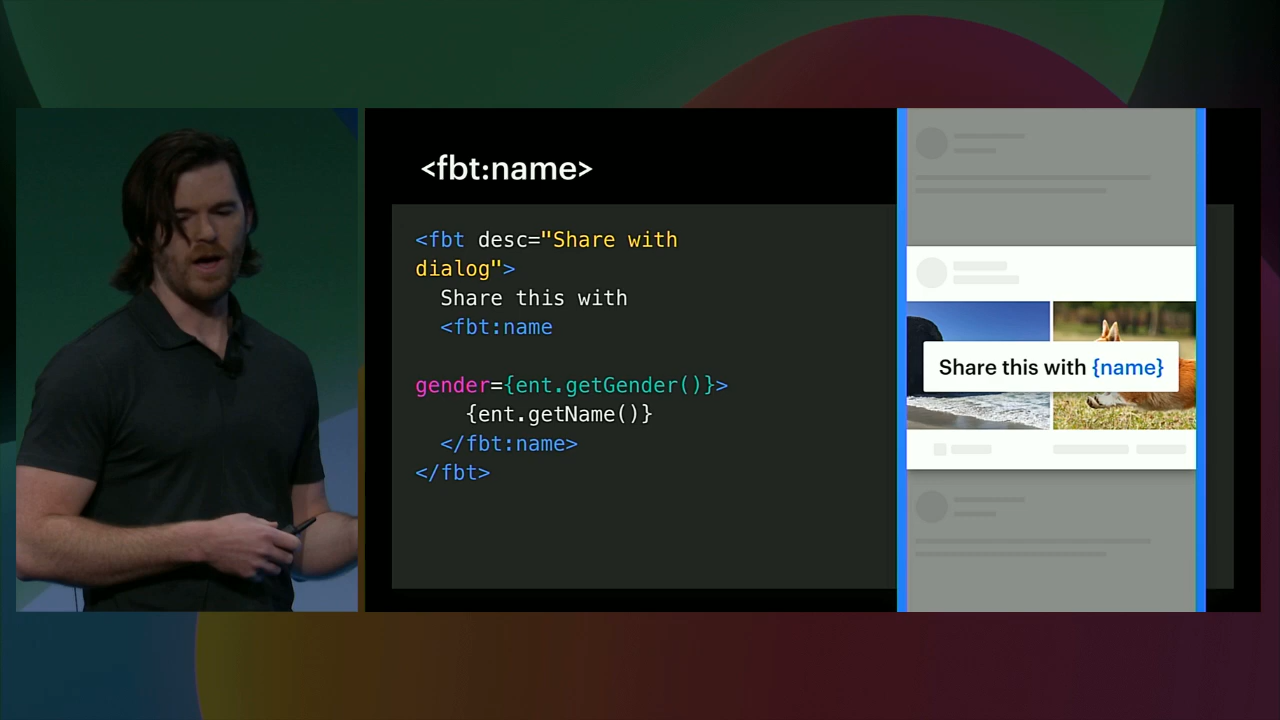 <fbt:name>
<fbt desc="Share with
dialog">
Share this with
<fbt:name
gender={ent.getGender()}>
{ent.getName()}
</fbt:name>
</fbt>
Share this with {name}